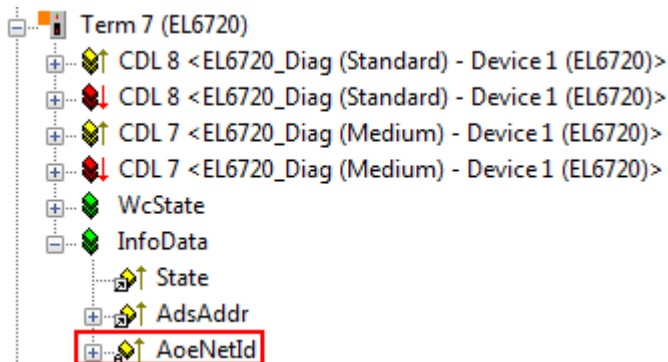 Term 7 (EL6720)
CDL 8 <EL6720_Diag (Standard) - Device 1 (EL6720)>
CDL 8 <EL6720_Diag (Standard) - Device 1 (EL6720)>
CDL 7 <EL6720_Diag (Medium) - Device 1 (EL6720)>
CDL 7 <EL6720_Diag (Medium) - Device 1 (EL6720)>
WcState
InfoData
State
AdsAddr
AoeNetId